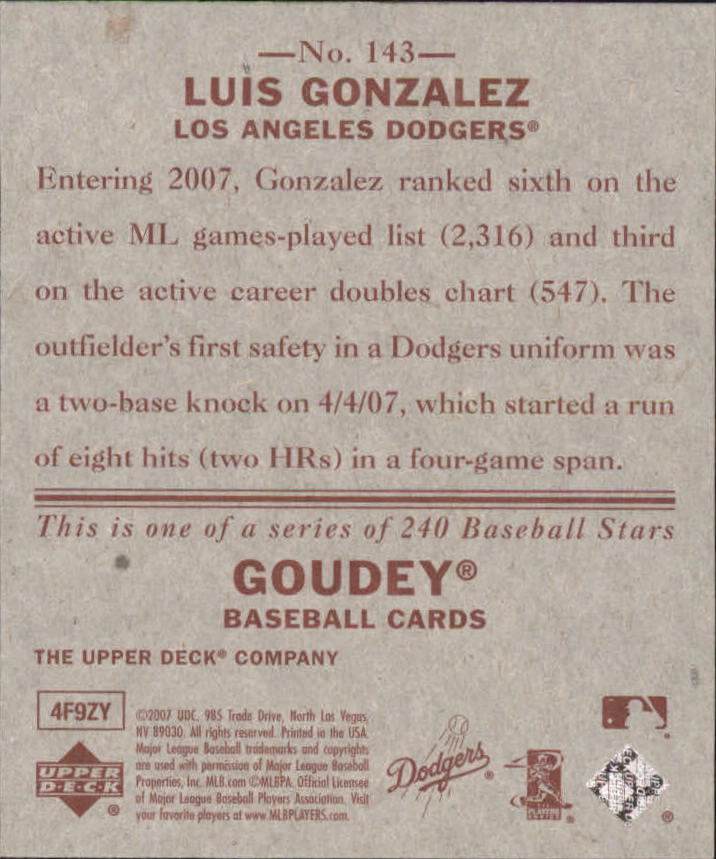 —No. 143—
LUIS GONZALEZ
LOS ANGELES DODGERS®
Entering 2007, Gonzalez ranked sixth on the
active ML games-played list (2,316) and third
on the active career doubles chart (547). The
outfielder's first safety in a Dodgers uniform was
a two-base knock on 4/4/07, which started a run
of eight hits (two HRs) in a four-game span.
This is one of a series of 240 Baseball Stars
GOUDEY®
BASEBALL CARDS
THE UPPER DECK® COMPANY
4F9ZY
©2007 UDC. 985 Trade Drive, North Las Vegas,
NV 89030. All rights reserved. Printed in the USA.
Major League Baseball trademarks and copyrights
are used with permission of Major League Baseball
Properties, Inc. MLB.com ©MLBPA. Official Licensee
of Major League Baseball Players Association. Visit
your favorite players at www.MLBPLAYERS.com.
UPPER
D·E·C·K
®
Dodgers®